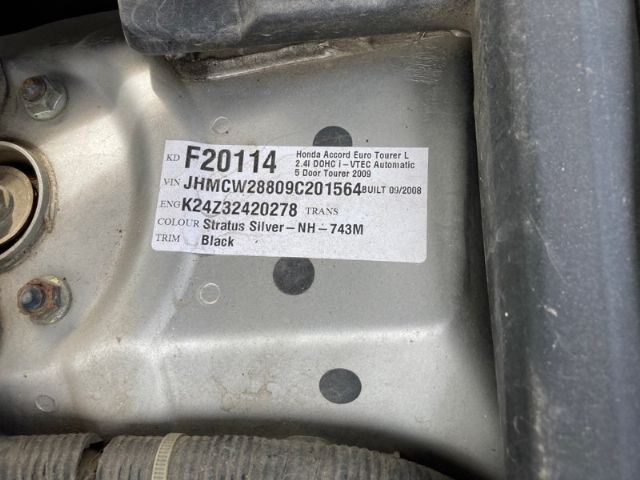 KD F20114 Honda Accord Euro Tourer L
2.4l DOHC i-VTEC Automatic
5 Door Tourer 2009
VIN JHMCW28809C201564 BUILT 09/2008
ENG K24Z32420278 TRANS
COLOUR Stratus Silver-NH-743M
TRIM Black